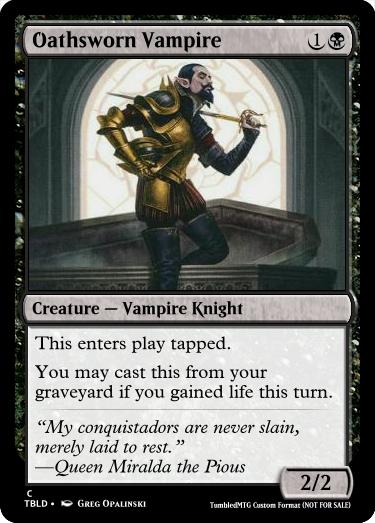 Oathsworn Vampire 1
Creature — Vampire Knight
This enters play tapped.
You may cast this from your
graveyard if you gained life this turn.
“My conquistadors are never slain,
merely laid to rest.”
—Queen Miralda the Pious
2/2
C
TBLD • Greg Opalinski
TumbledMTG Custom Format (NOT FOR SALE)